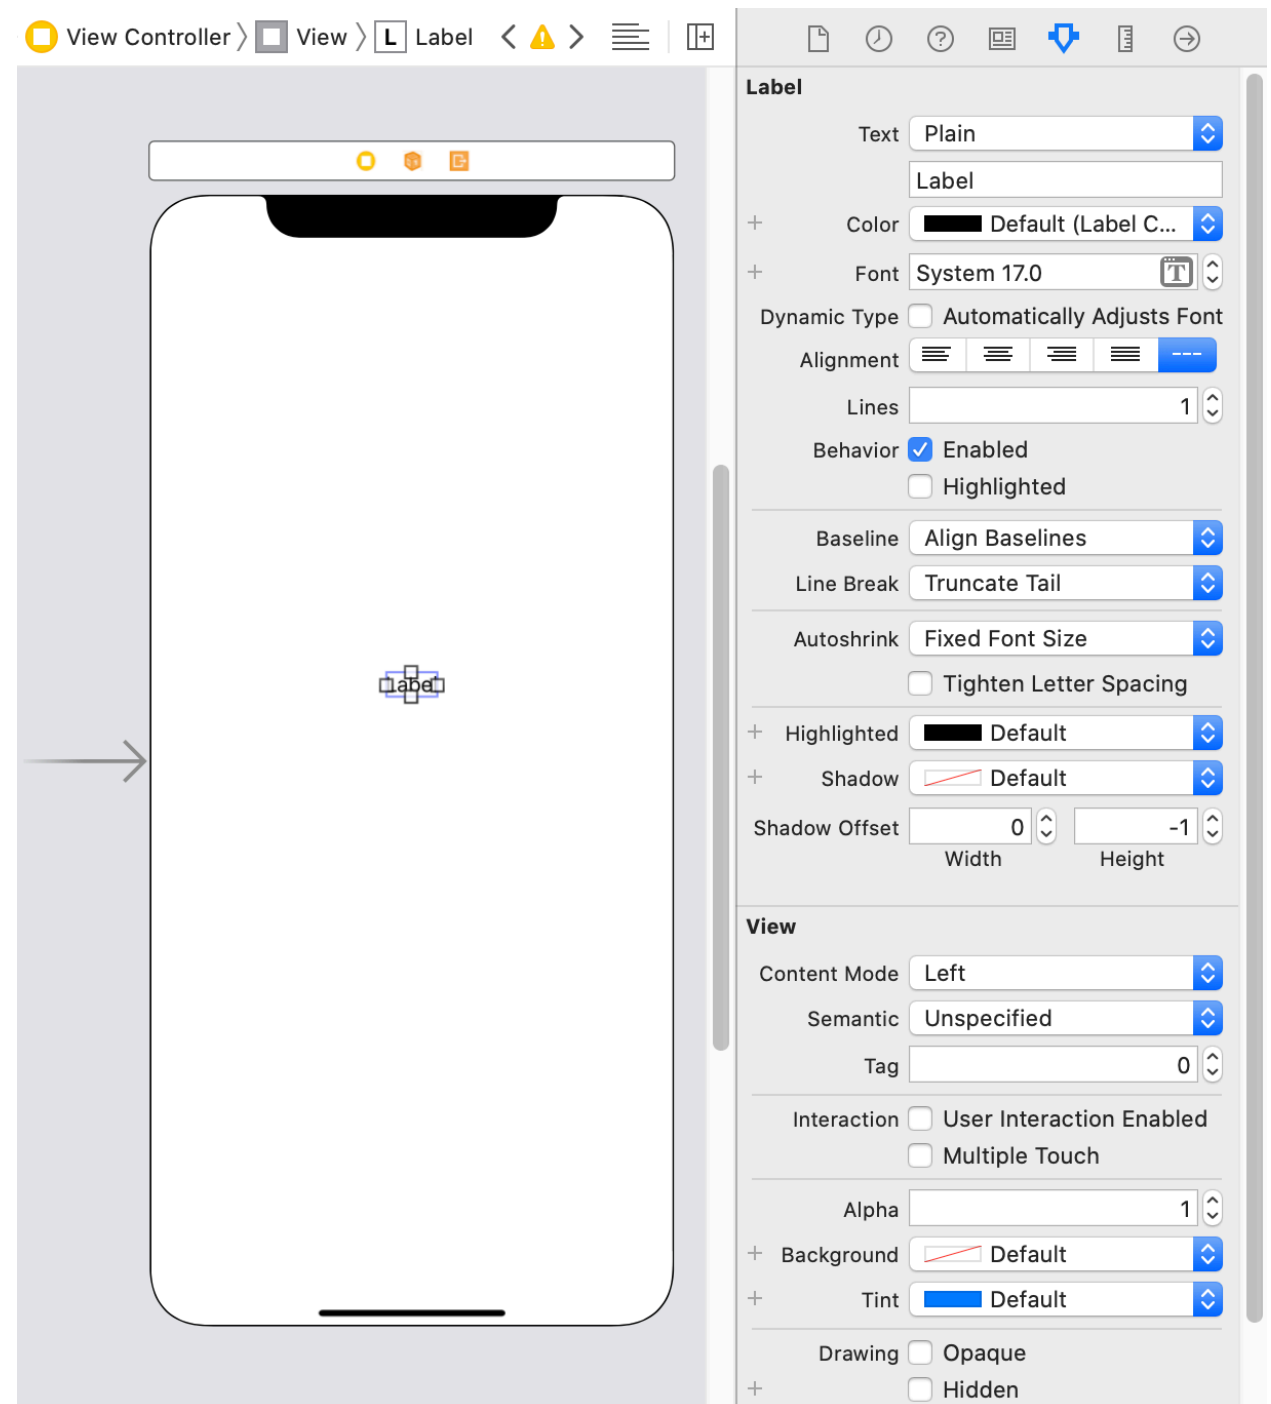 View Controller View L Label
Label
Text Plain
Label
Color Default (Label C...
Font System 17.0 T
Dynamic Type Automatically Adjusts Font
Alignment ---
Lines 1
Behavior Enabled
Highlighted
Baseline Align Baselines
Line Break Truncate Tail
Autoshrink Fixed Font Size
Tighten Letter Spacing
Label
Highlighted Default
Shadow Default
Shadow Offset 0 -1
Width Height
View
Content Mode Left
Semantic Unspecified
Tag 0
Interaction User Interaction Enabled
Multiple Touch
Alpha 1
Background Default
Tint Default
Drawing Opaque
Hidden